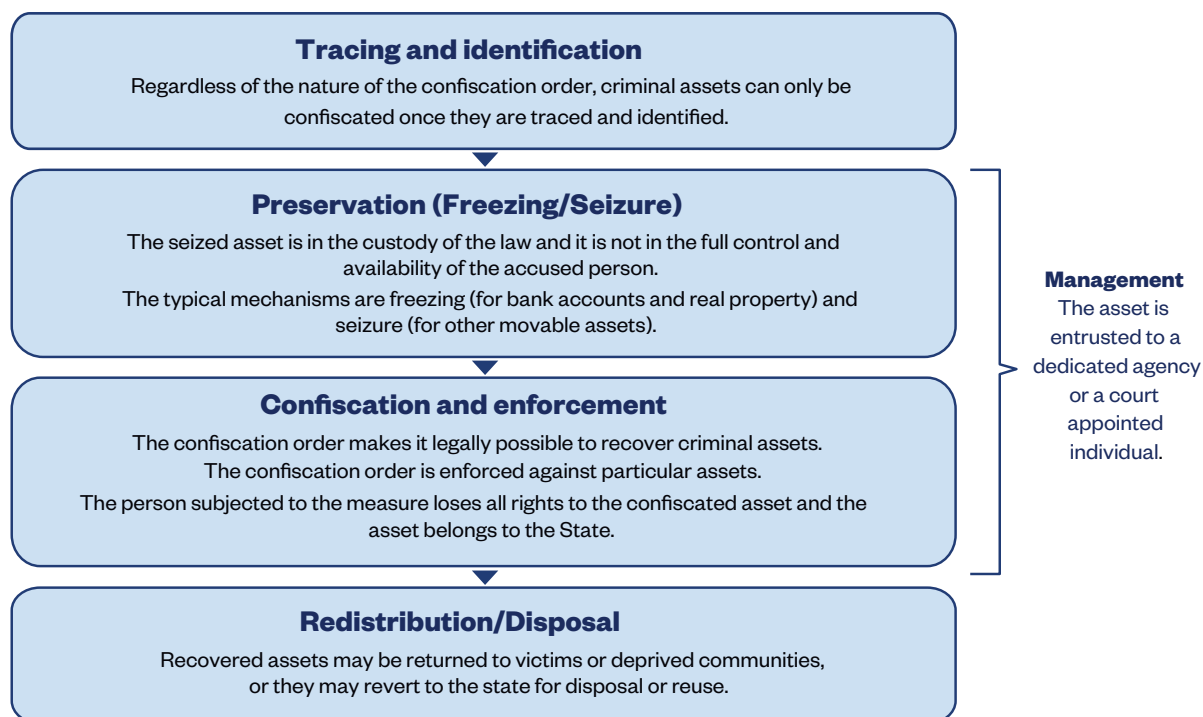 Tracing and identification
Regardless of the nature of the confiscation order, criminal assets can only be
confiscated once they are traced and identified.
Preservation (Freezing/Seizure)
The seized asset is in the custody of the law and it is not in the full control and
availability of the accused person.
The typical mechanisms are freezing (for bank accounts and real property) and
seizure (for other movable assets).
Confiscation and enforcement
The confiscation order makes it legally possible to recover criminal assets.
The confiscation order is enforced against particular assets.
The person subjected to the measure loses all rights to the confiscated asset and the
asset belongs to the State.
Management
The asset is
entrusted to a
dedicated agency
or a court
appointed
individual.
Redistribution/Disposal
Recovered assets may be returned to victims or deprived communities,
or they may revert to the state for disposal or reuse.